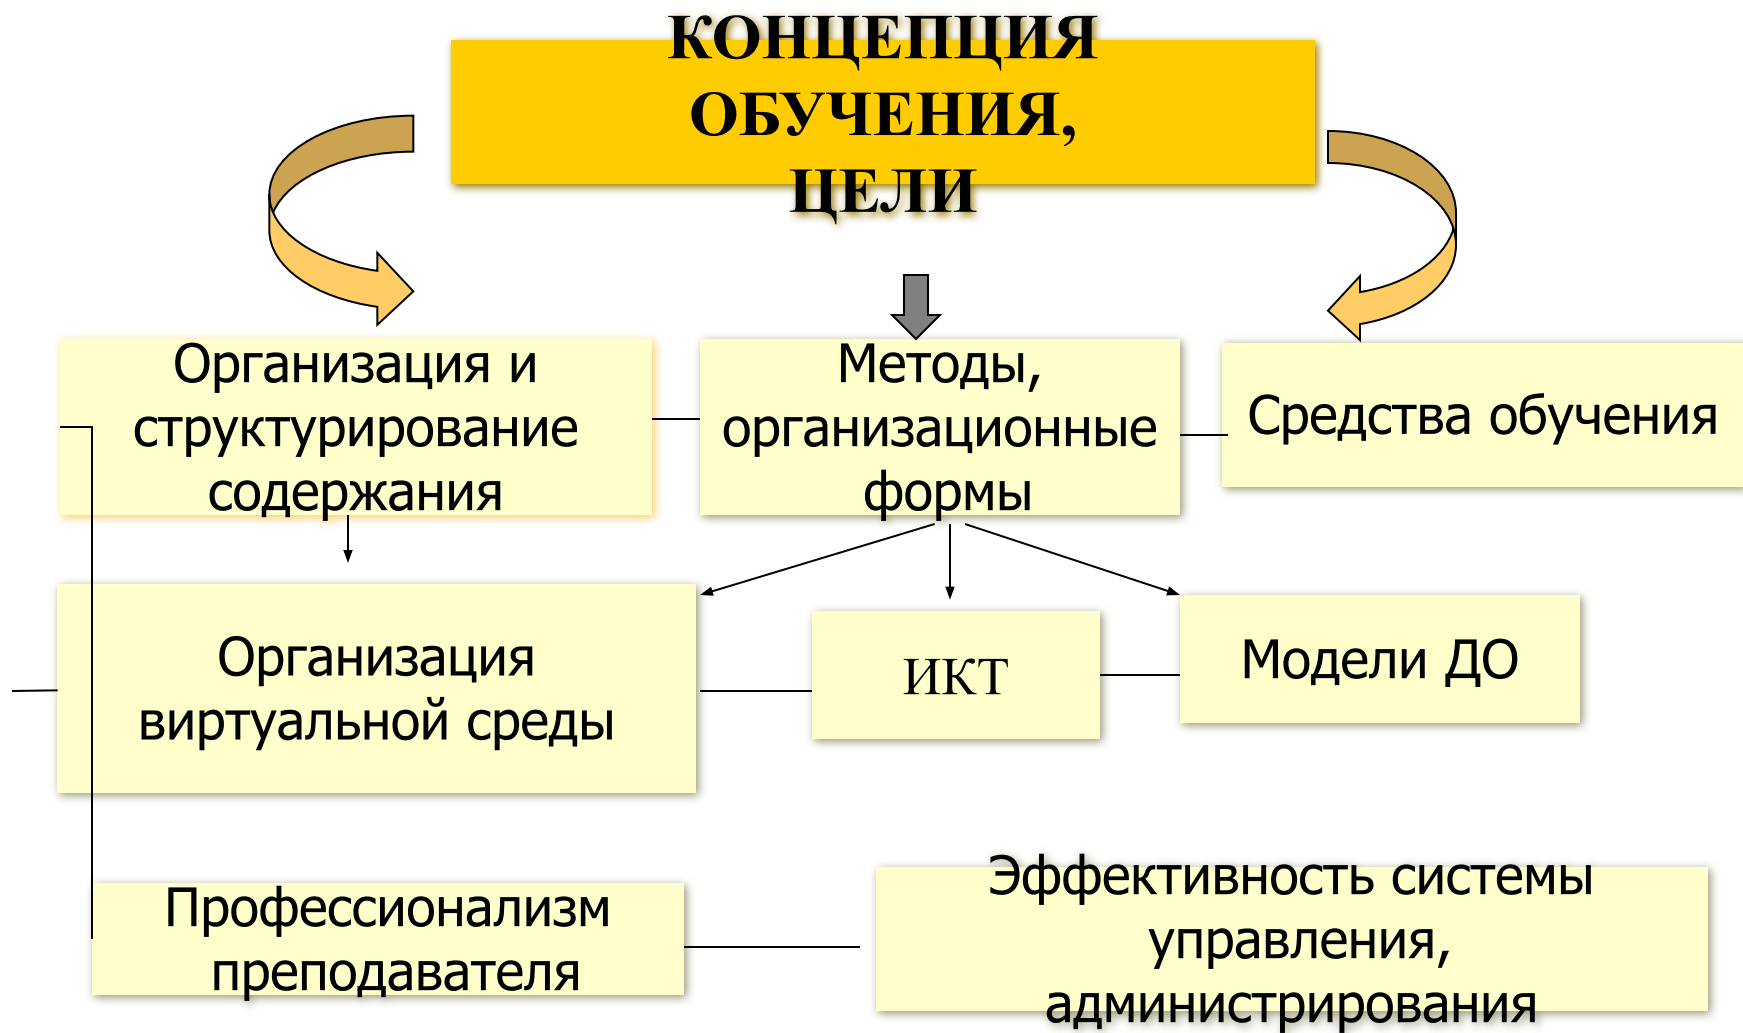 КОНЦЕПЦИЯ
ОБУЧЕНИЯ,
ЦЕЛИ
Организация и
структурирование
содержания
Методы,
организационные
формы
Средства обучения
Организация
виртуальной среды
ИКТ
Модели ДО
Профессионализм
преподавателя
Эффективность системы
управления,
администрирования